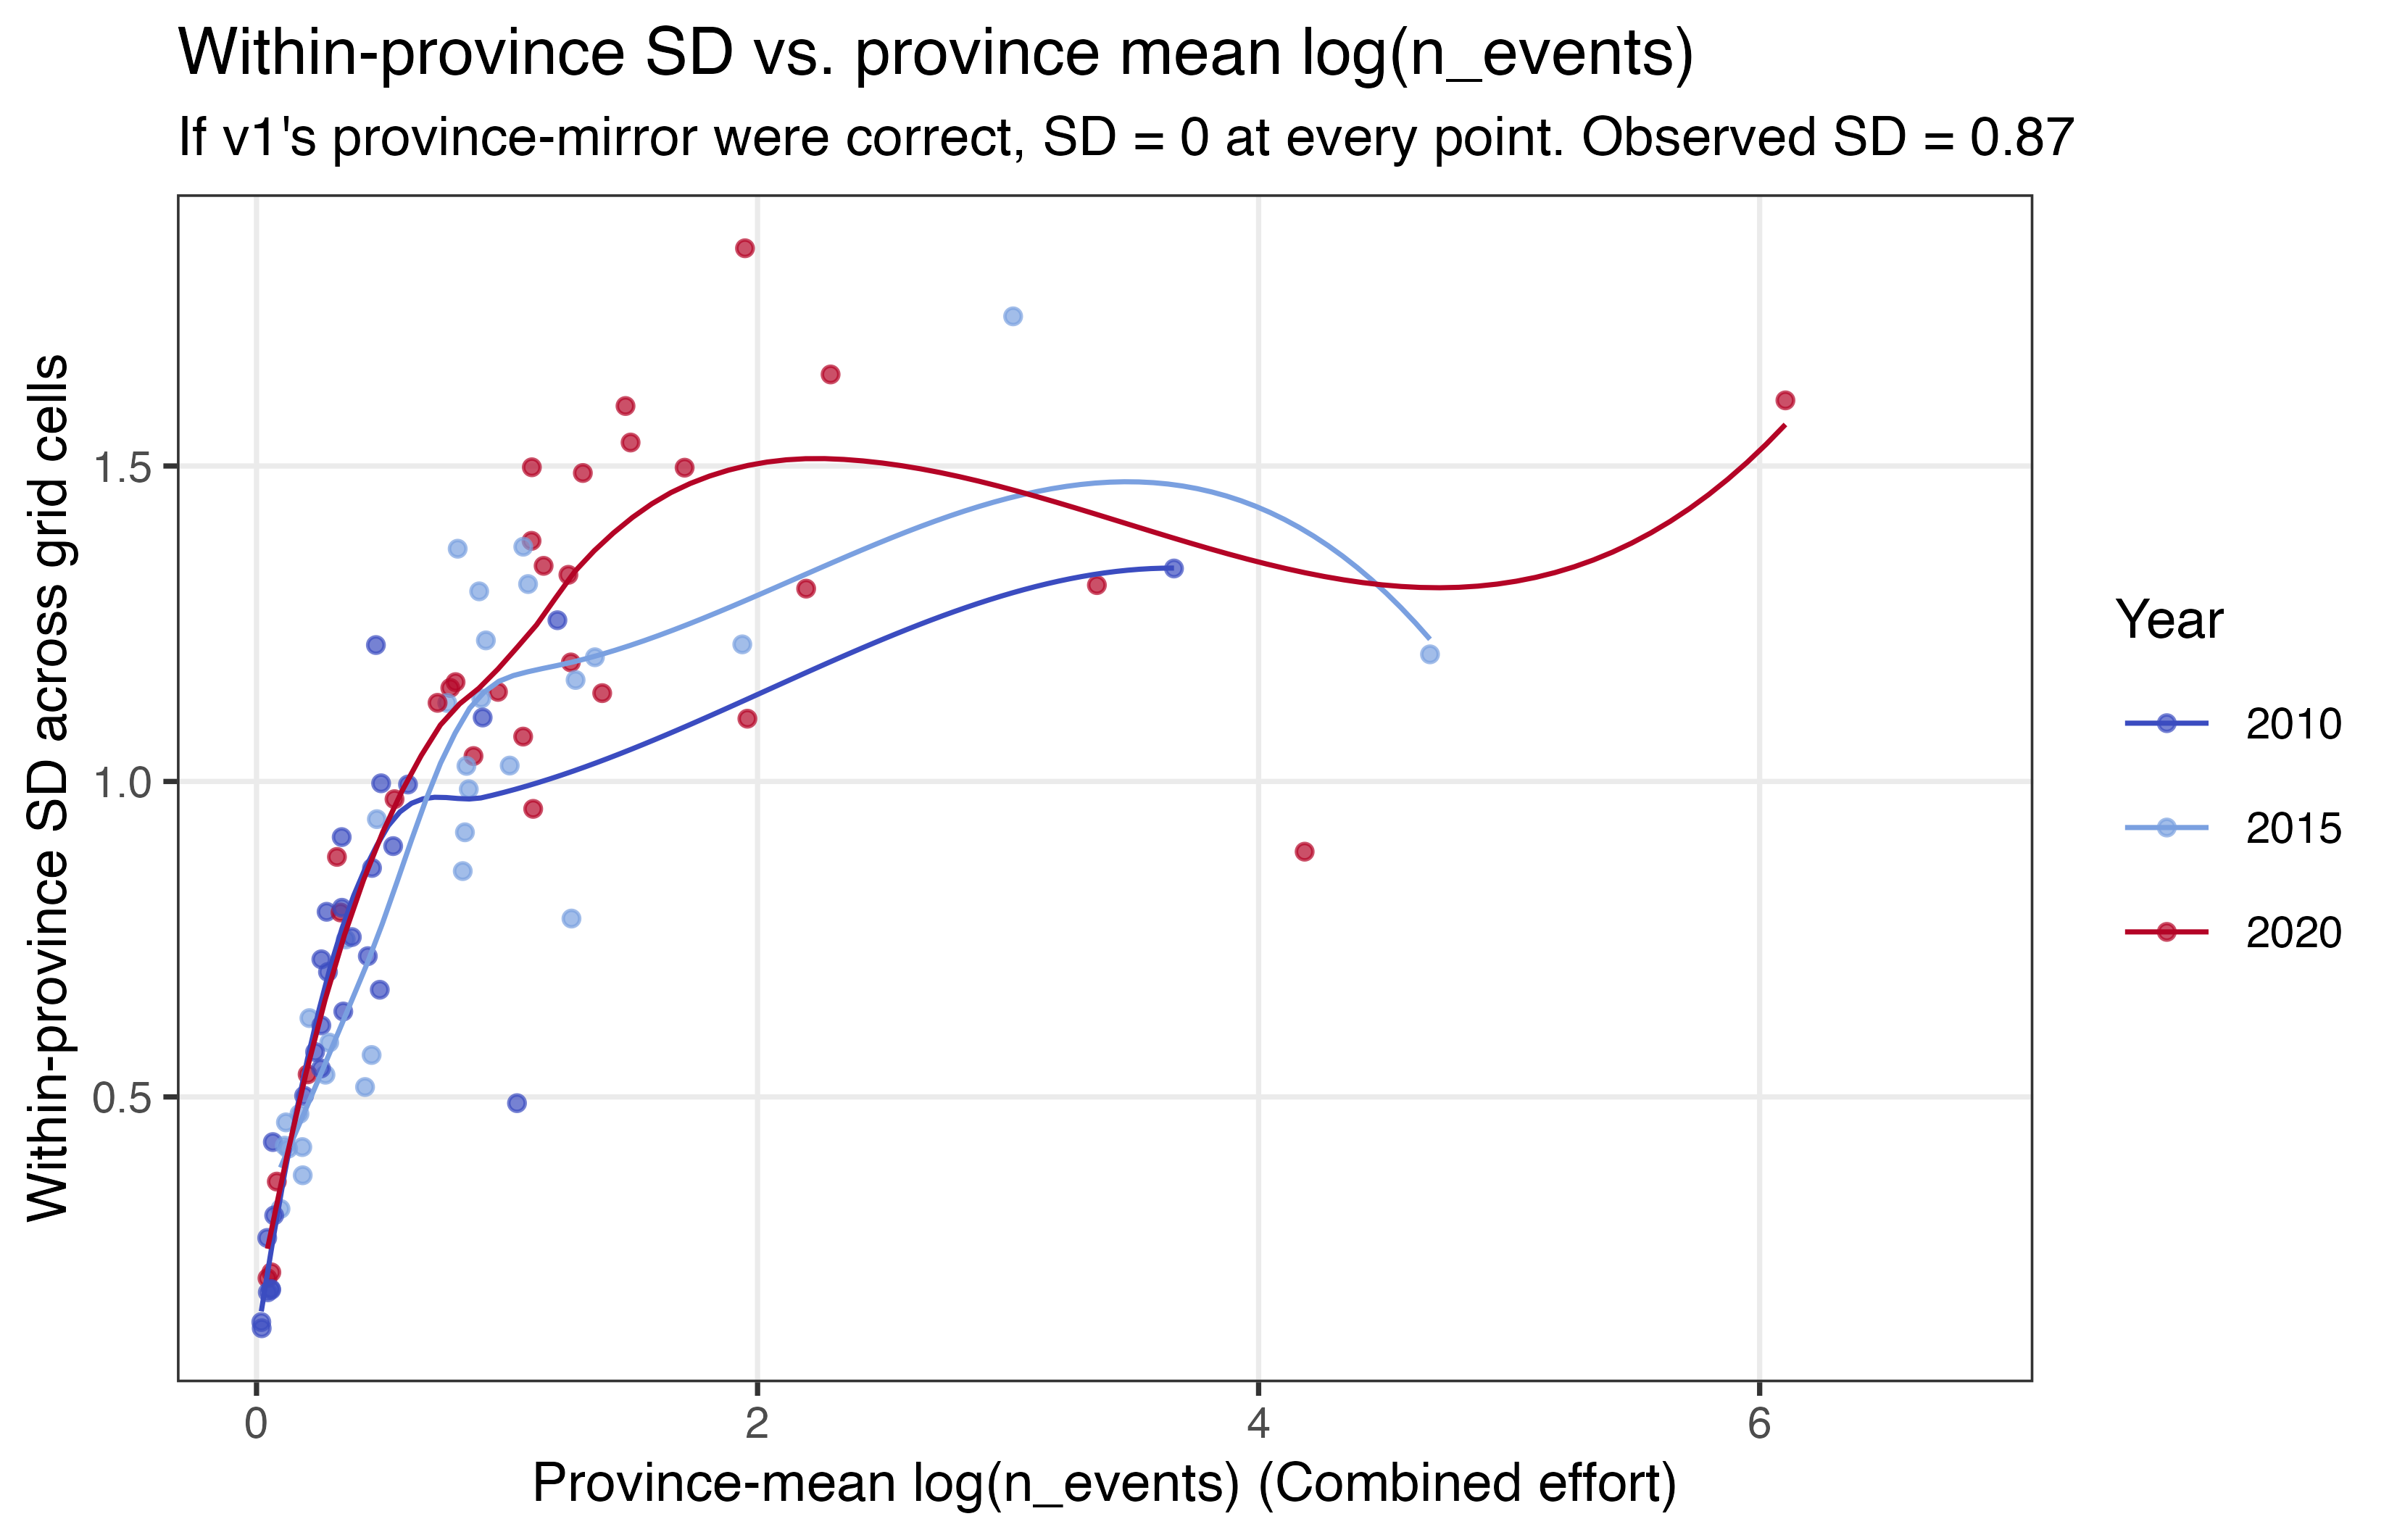 Within-province SD vs. province mean log(n_events)
If v1's province-mirror were correct, SD = 0 at every point. Observed SD = 0.87
Within-province SD across grid cells
1.5
1.0
0.5
0
2
4
6
Province-mean log(n_events) (Combined effort)
Year
2010
2015
2020